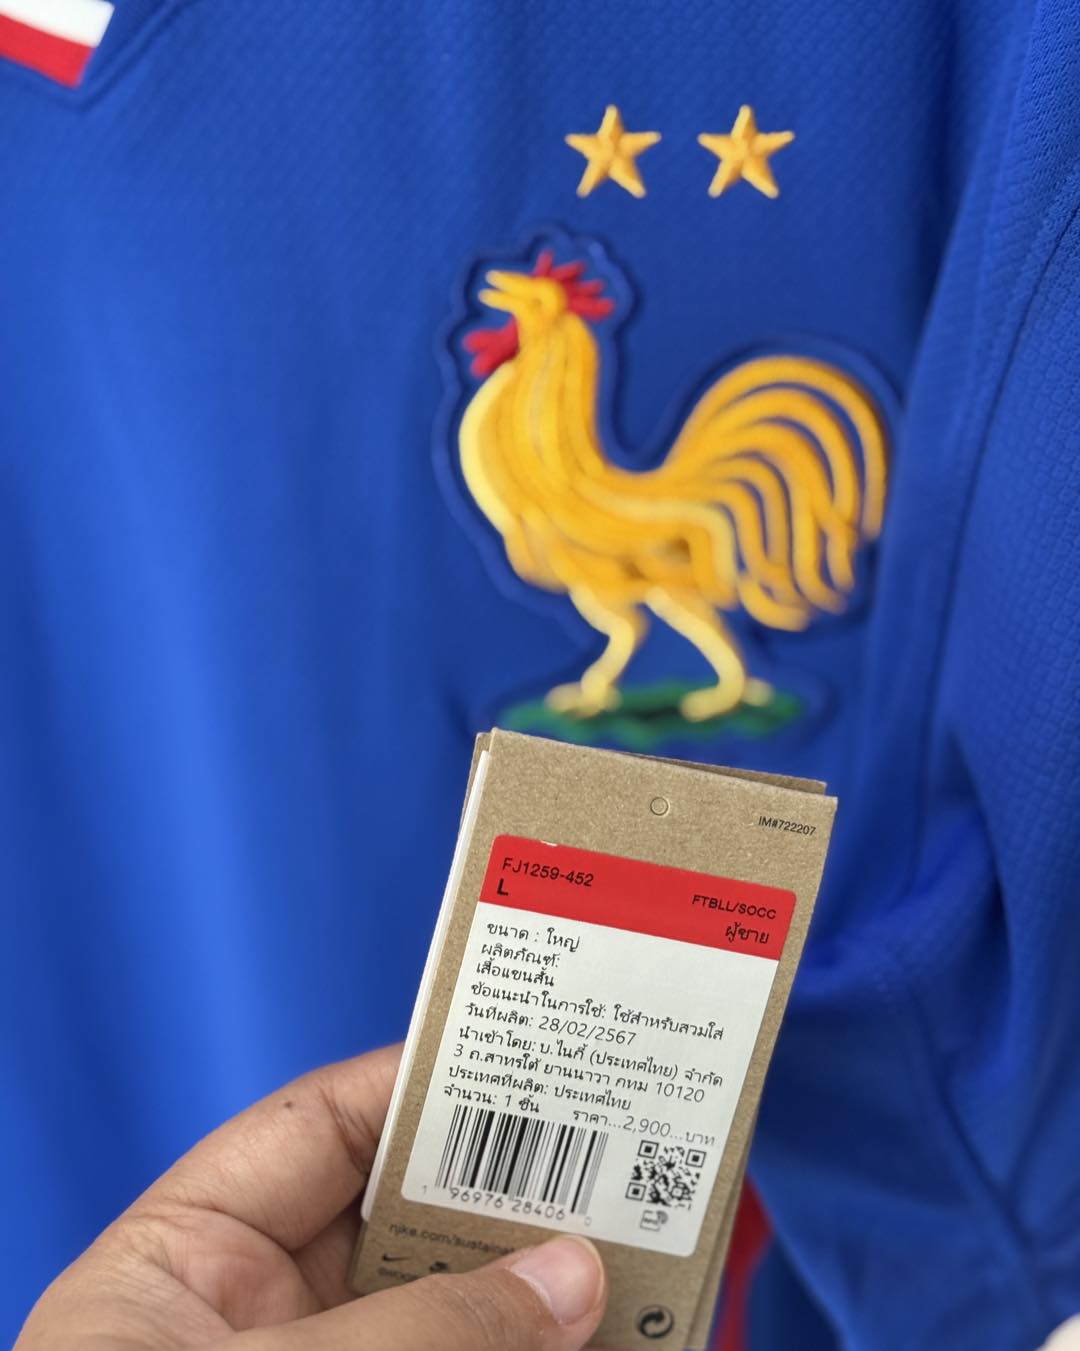 IM#722207
FJ1259-452
L
FTBLL/SOCC
ผู้ชาย
ขนาด : ใหญ่
ผลิตภัณฑ์:
เสื้อแขนสั้น
ข้อแนะนำในการใช้: ใช้สำหรับสวมใส่
วันที่ผลิต: 28/02/2567
นำเข้าโดย: บ.ไนกี้ (ประเทศไทย) จำกัด
3 ถ.สาทรใต้ ยานนาวา กทม 10120
ประเทศที่ผลิต: ประเทศไทย
จำนวน: 1 ชิ้น ราคา...2,900...บาท
1 96976 28406 0
nike.com/sustaina